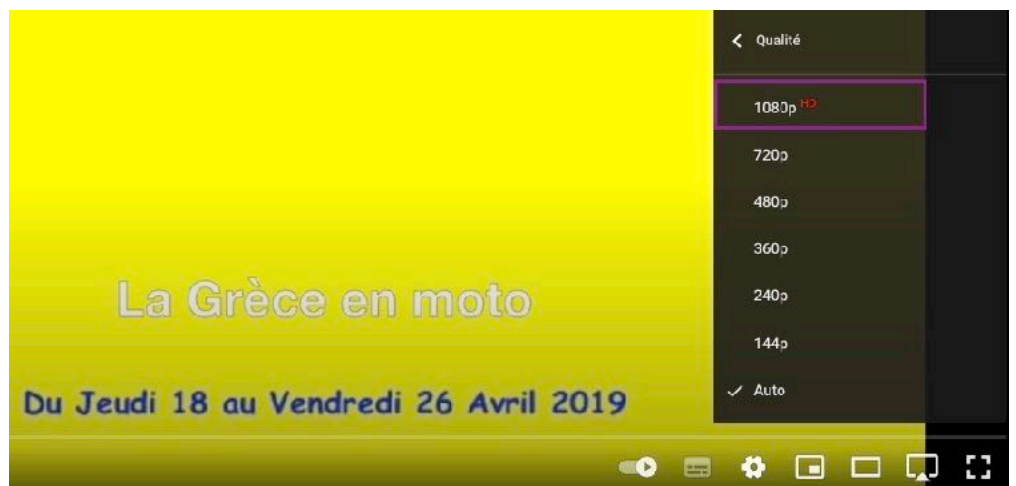 Qualité
1080p HD
720p
480p
360p
240p
144p
Auto
La Grèce en moto
Du Jeudi 18 au Vendredi 26 Avril 2019